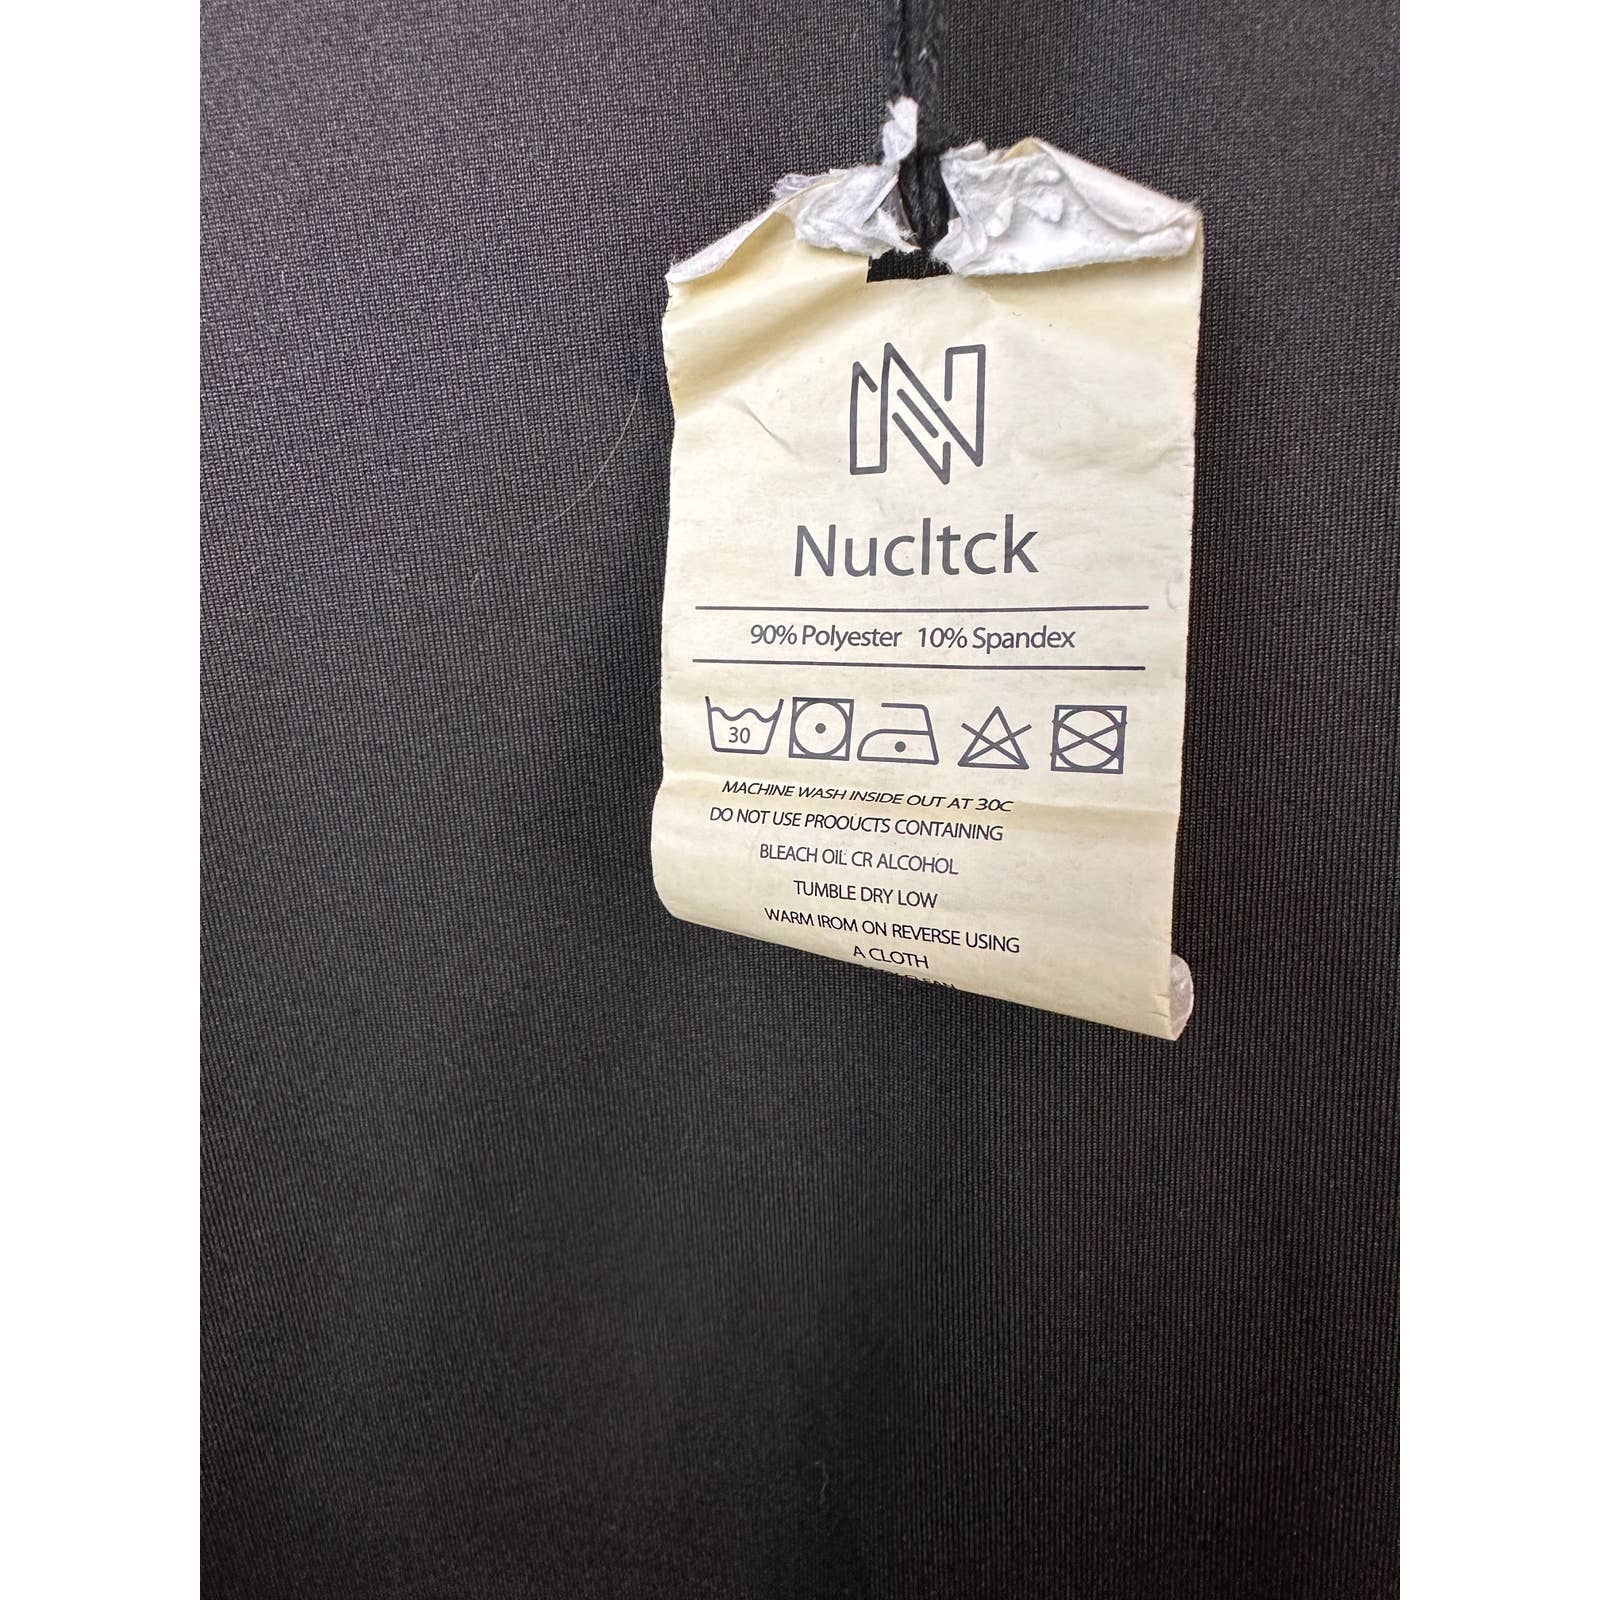 Nucltck
90% Polyester 10% Spandex
30
MACHINE WASH INSIDE OUT AT 30C
DO NOT USE PROOUCTS CONTAINING
BLEACH OIL CR ALCOHOL
TUMBLE DRY LOW
WARM IROM ON REVERSE USING
A CLOTH